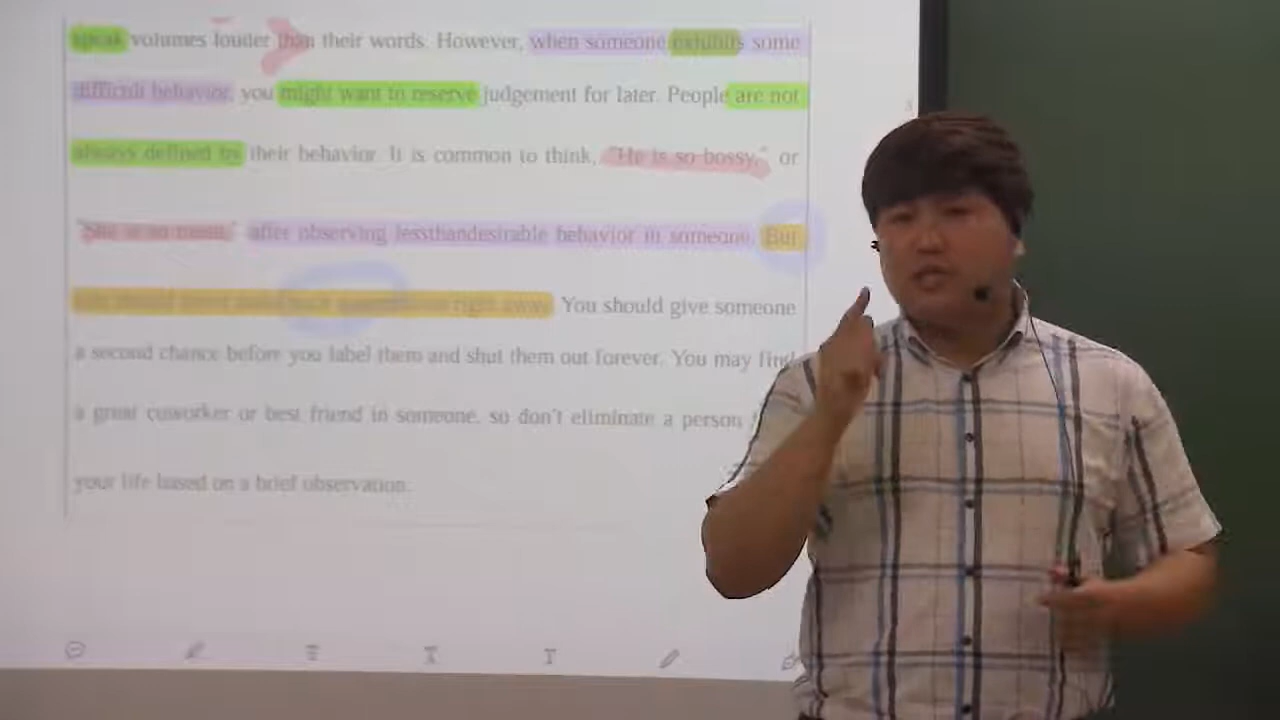 speak volumes louder than their words. However, when someone exhibits some
difficult behavior, you might want to reserve judgement for later. People are not
always defined by their behavior. It is common to think, "He is so bossy," or
"She is so mean," after observing lessthandesirable behavior in someone. But
right away. You should give someone
a second chance before you label them and shut them out forever. You may find
a great coworker or best friend in someone, so don't eliminate a person
your life based on a brief observation.